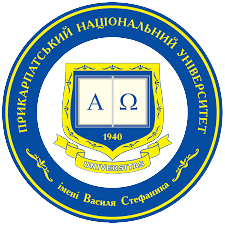 ПРИКАРПАТСЬКИЙ НАЦІОНАЛЬНИЙ УНІВЕРСИТЕТ
Α Ω
1940
UNIVERSITAS
імені Василя Стефаника